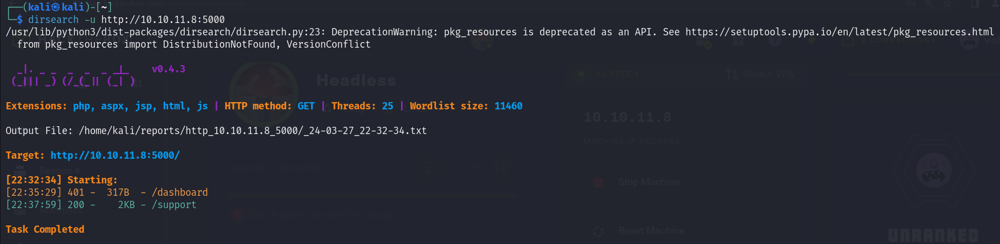 ┌──(kali㉿kali)-[~]
└─$ dirsearch -u http://10.10.11.8:5000
/usr/lib/python3/dist-packages/dirsearch/dirsearch.py:23: DeprecationWarning: pkg_resources is deprecated as an API. See https://setuptools.pypa.io/en/latest/pkg_resources.html
from pkg_resources import DistributionNotFound, VersionConflict
v0.4.3
Headless
Switch VPN
Extensions: php, aspx, jsp, html, js | HTTP method: GET | Threads: 25 | Wordlist size: 11460
10.10.11.8
Output File: /home/kali/reports/http_10.10.11.8_5000/_24-03-27_22-32-34.txt
MACHINE IP ADDRESS
Target: http://10.10.11.8:5000/
Season 4
[22:32:34] Starting:
Stop Machine
[22:35:29] 401 -  317B  - /dashboard
[22:37:59] 200 -    2KB - /support
Task Completed
Reset Machine
UNRANKED